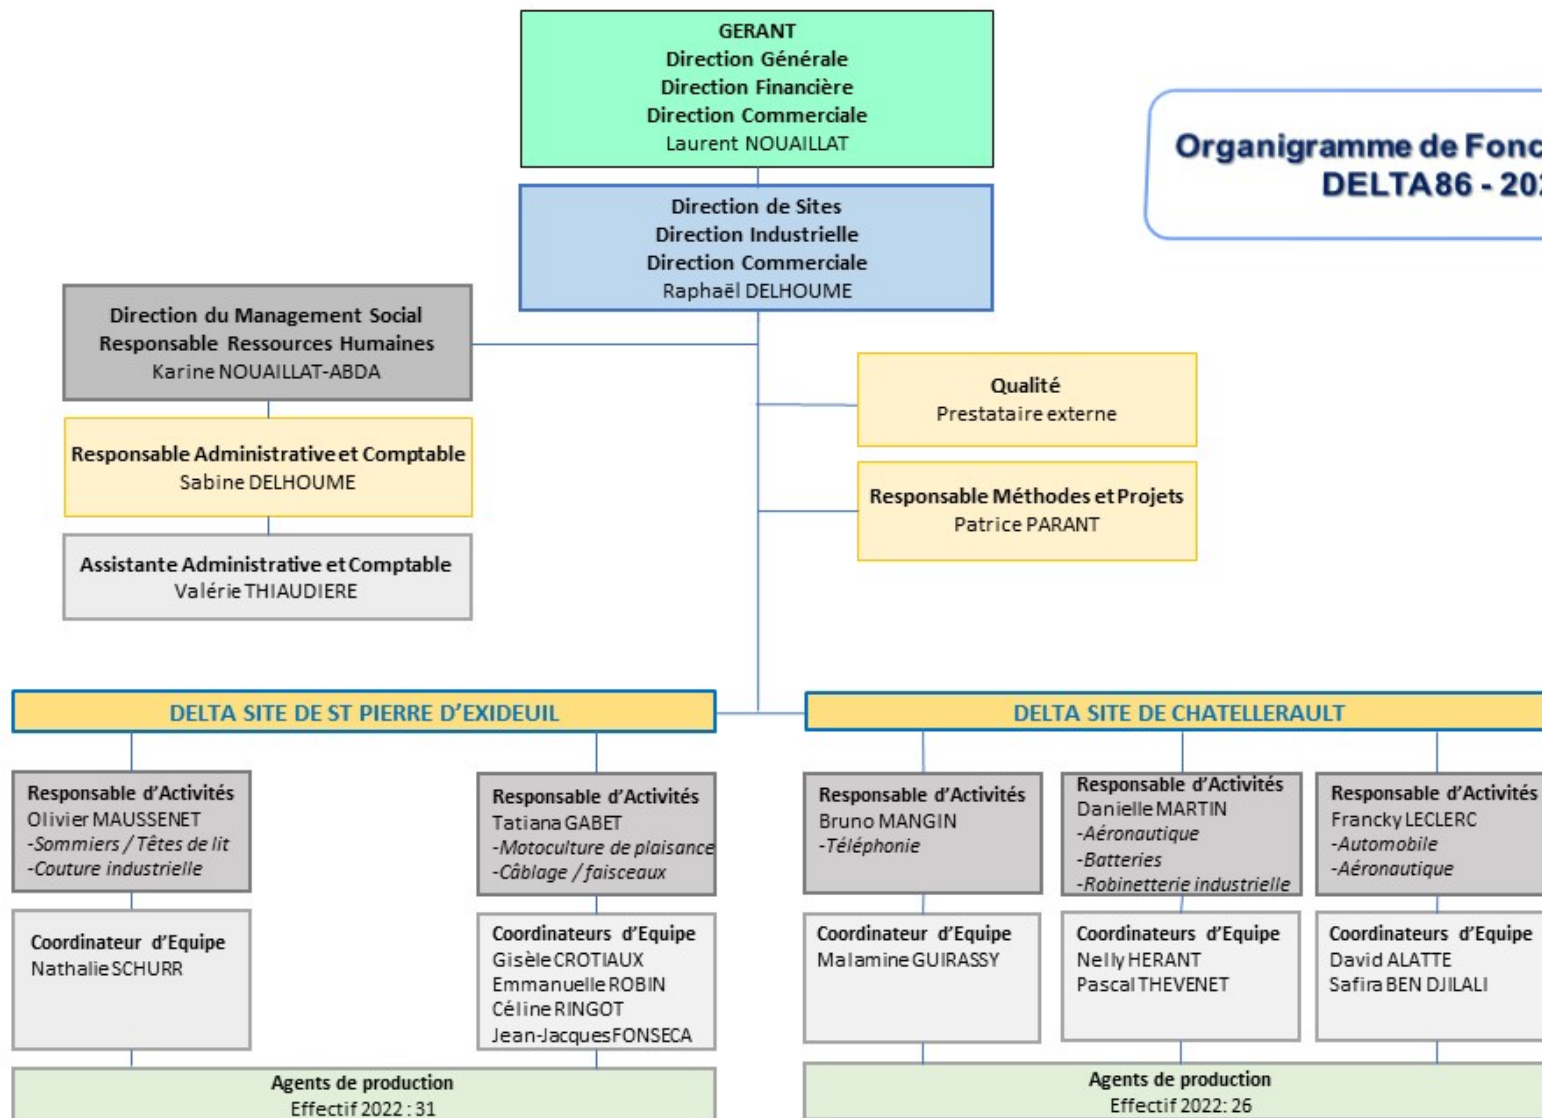 GERANT
Direction Générale
Direction Financière
Direction Commerciale
Laurent NOUAILLAT
Organigramme de
DELTA86 -
Direction de Sites
Direction Industrielle
Direction Commerciale
Raphaël DELHOUME
Direction du Management Social
Responsable Ressources Humaines
Karine NOUAILLAT-ABDA
Qualité
Prestataire externe
Responsable Administrative et Comptable
Sabine DELHOUME
Responsable Méthodes et Projets
Patrice PARANT
Assistante Administrative et Comptable
Valérie THIAUDIERE
DELTA SITE DE ST PIERRE D’EXIDEUIL
Responsable d’Activités
Olivier MAUSSENET
-Sommiers / Têtes de lit
-Couture industrielle
Coordinateur d’Equipe
Nathalie SCHURR
Responsable d’Activités
Tatiana GABET
-Motoculture de plaisance
-Câblage / faisceaux
Coordinateurs d’Equipe
Gisèle CROTIAUX
Emmanuelle ROBIN
Céline RINGOT
Jean-Jacques FONSECA
Agents de production
Effectif 2022 : 31
DELTA SITE DE CHATELLERAULT
Responsable d’Activités
Bruno MANGIN
-Téléphonie
Coordinateur d’Equipe
Malamine GUIRASSY
Responsable d’Activités
Danielle MARTIN
-Aéronautique
-Batteries
-Robinetterie industrielle
Coordinateurs d’Equipe
Nelly HERANT
Pascal THEVENET
Responsable d’Activités
Francky LECLERC
-Automobile
-Aéronautique
Coordinateurs d’Equipe
David ALATTE
Safira BEN DJILALI
Agents de production
Effectif 2022: 26